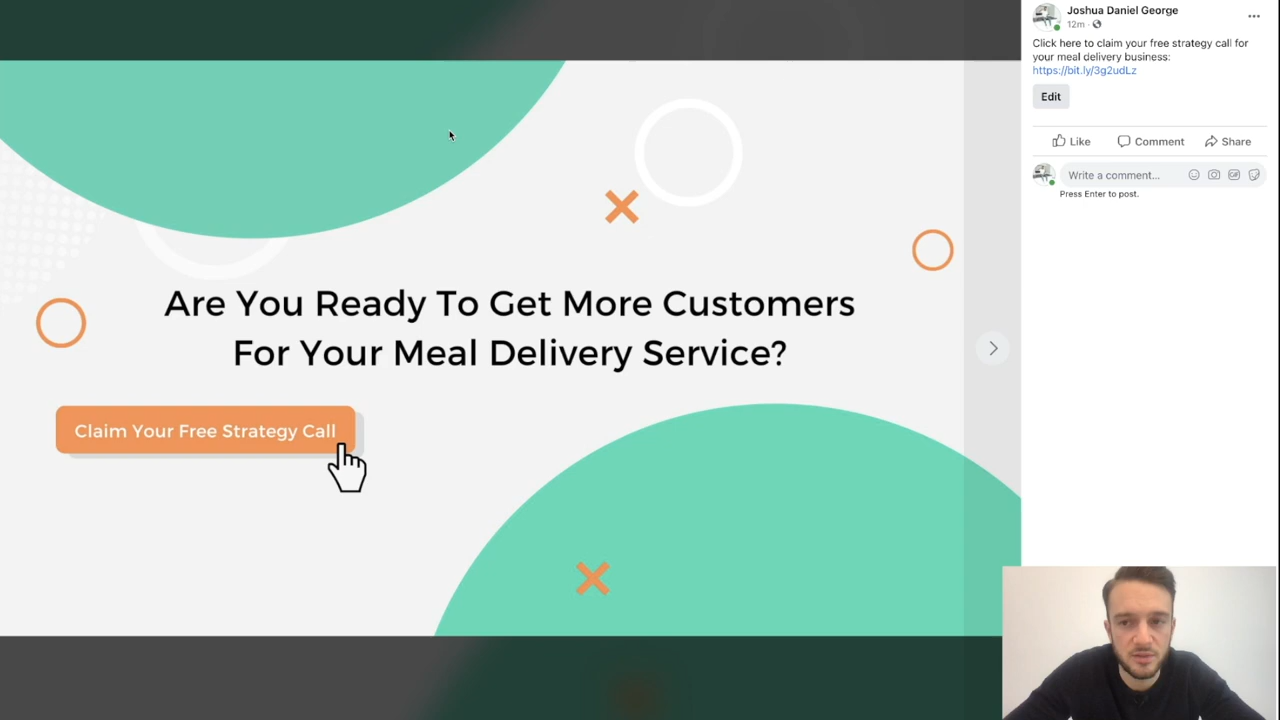 Are You Ready To Get More Customers
For Your Meal Delivery Service?
Claim Your Free Strategy Call
Joshua Daniel George
12m ·
Click here to claim your free strategy call for
your meal delivery business:
https://bit.ly/3g2udLz
Edit
Like Comment Share
Write a comment...
GIF
Press Enter to post.